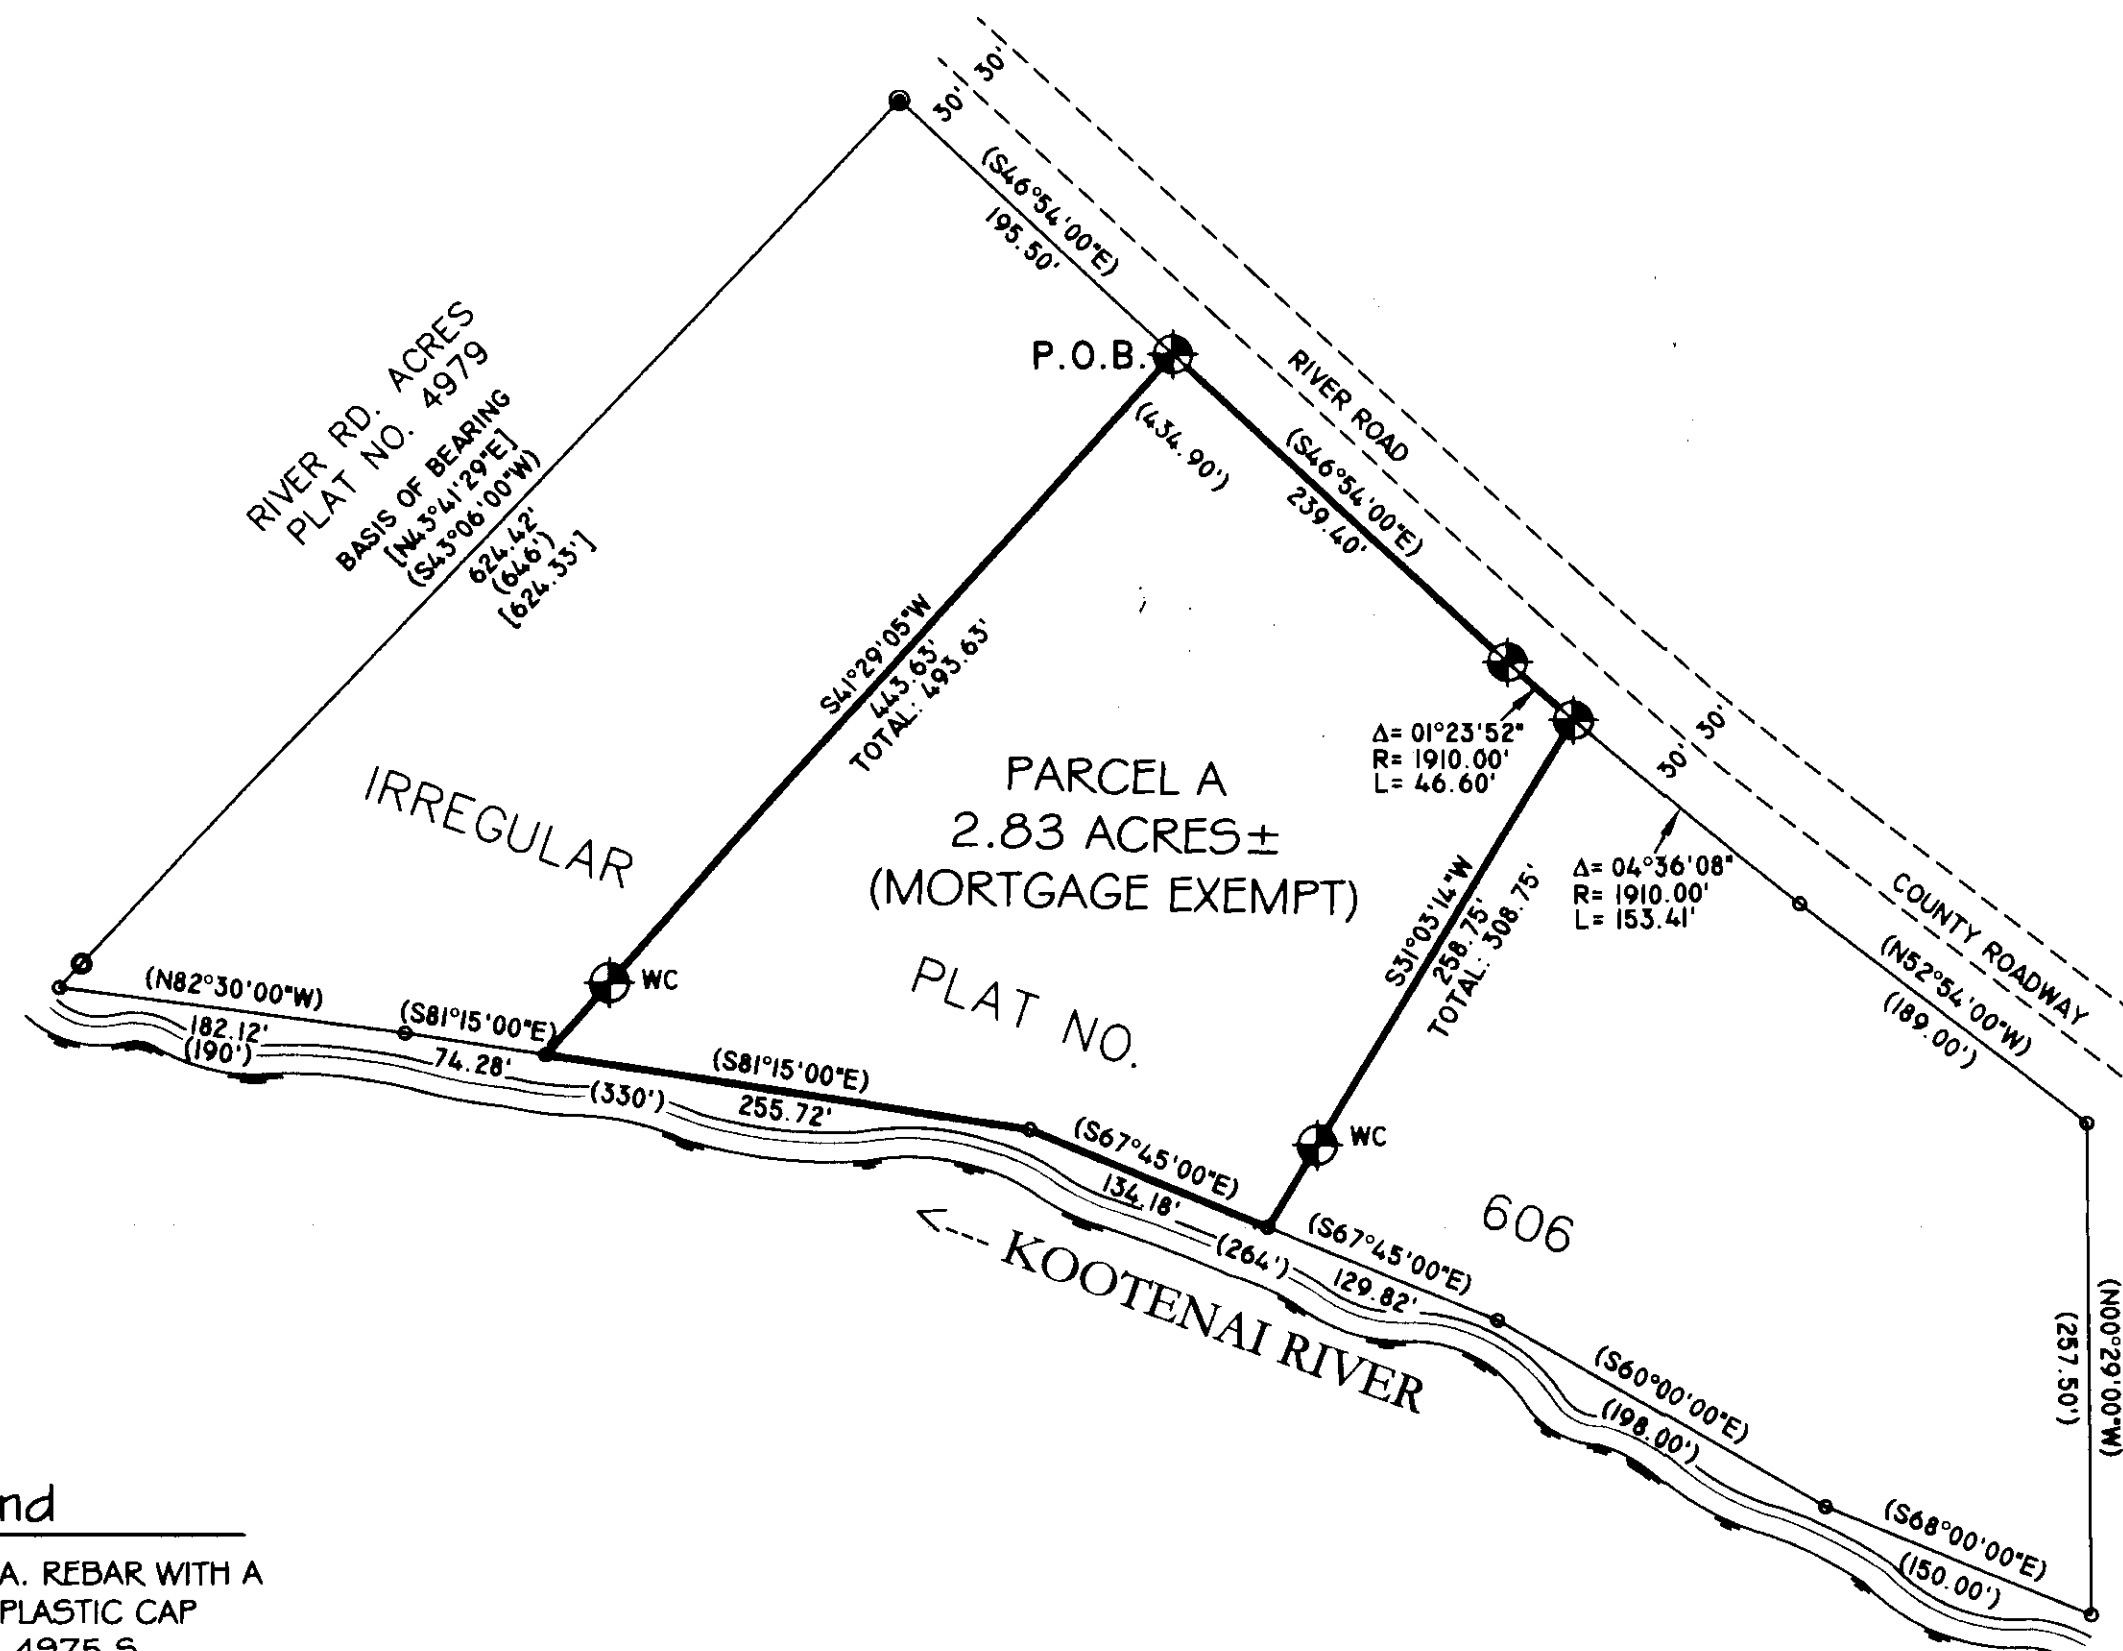 30'
30'
(S46°54'00"E)
195.50'
P.O.B.
RIVER ROAD
(434.90')
(S46°54'00"E)
239.40'
RIVER RD. ACRES
PLAT NO. 4979
BASIS OF BEARING
[N43°41'29"E]
(S43°06'00"W)
624.42'
(646')
[624.33']
S41°29'05"W
443.63'
TOTAL: 493.63'
Δ= 01°23'52"
R= 1910.00'
L= 46.60'
30'
30'
PARCEL A
2.83 ACRES±
(MORTGAGE EXEMPT)
IRREGULAR
PLAT NO.
606
S31°03'14"W
258.75'
TOTAL: 308.75'
Δ= 04°36'08"
R= 1910.00'
L= 153.41'
COUNTY ROADWAY
(N52°54'00"W)
(189.00')
WC
(N82°30'00"W)
182.12'
(190')
(S81°15'00"E)
74.28'
(330')
(S81°15'00"E)
255.72'
WC
(S67°45'00"E)
134.18'
(264')
(S67°45'00"E)
129.82'
KOOTENAI RIVER
(S60°00'00"E)
(198.00')
(N00°29'00"W)
(257.50')
(S68°00'00"E)
(150.00')
nd
A. REBAR WITH A
PLASTIC CAP
4975 S